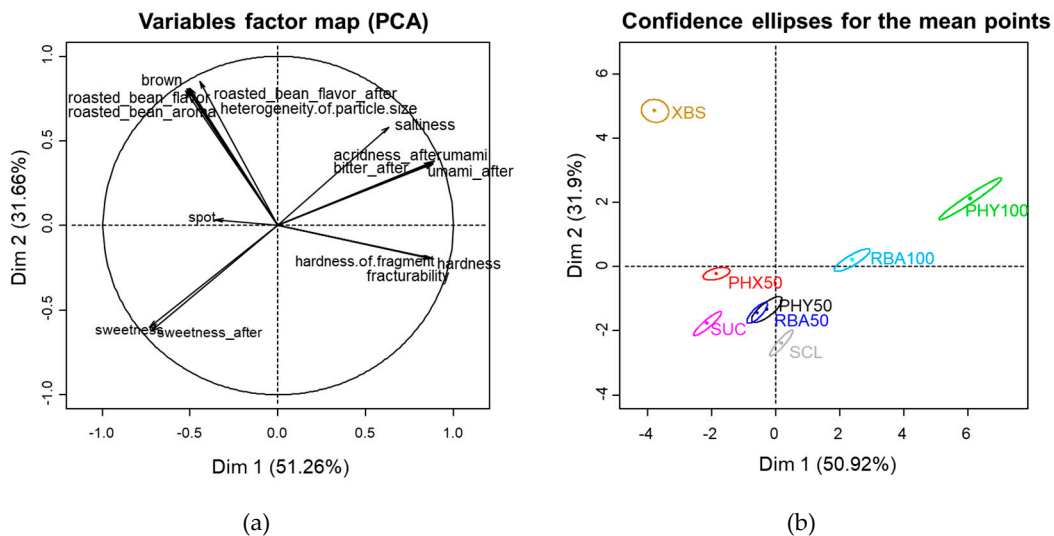 Variables factor map (PCA)
Dim 2 (31.66%)
1.0
0.5
0.0
-0.5
-1.0
brown
roasted_bean_flavor
roasted_bean_aroma
roasted_bean_flavor_after
heterogeneity.of.particle.size
saltiness
acridness_after
umami
bitter_after
umami_after
spot
hardness.of.fragment
hardness
fracturability
sweetness
sweetness_after
-1.0 -0.5 0.0 0.5 1.0
Dim 1 (51.26%)
(a)
Confidence ellipses for the mean points
Dim 2 (31.9%)
6
4
2
0
-2
-4
XBS
PHY100
RBA100
PHX50
PHY50
RBA50
SUC
SCL
-4 -2 0 2 4 6
Dim 1 (50.92%)
(b)